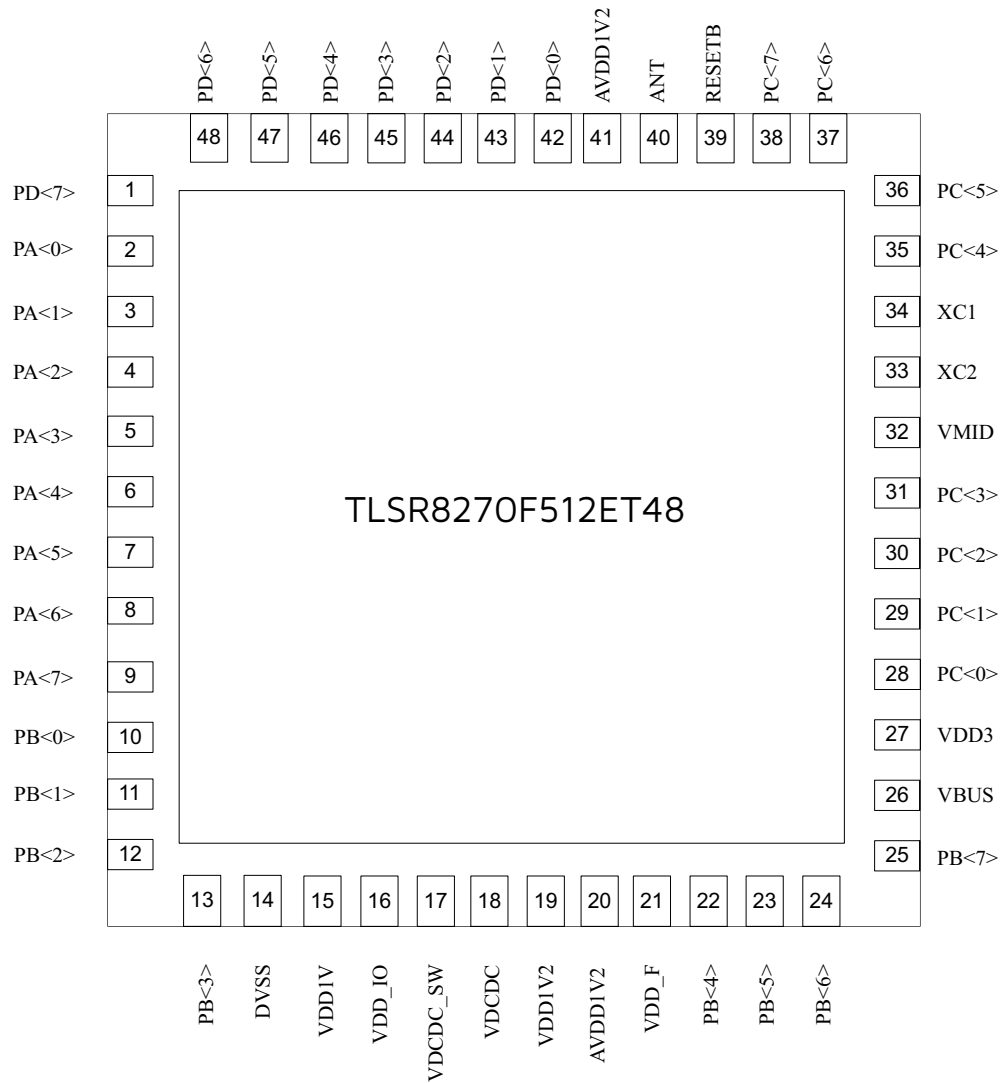 PD<6> PD<5> PD<4> PD<3> PD<2> PD<1> PD<0> AVDD1V2 ANT RESETB PC<7> PC<6>
48 47 46 45 44 43 42 41 40 39 38 37
PD<7> 1 36 PC<5>
PA<0> 2 35 PC<4>
PA<1> 3 34 XC1
PA<2> 4 33 XC2
PA<3> 5 32 VMID
PA<4> 6 31 PC<3>
TLSR8270F512ET48
PA<5> 7 30 PC<2>
PA<6> 8 29 PC<1>
PA<7> 9 28 PC<0>
PB<0> 10 27 VDD3
PB<1> 11 26 VBUS
PB<2> 12 25 PB<7>
13 14 15 16 17 18 19 20 21 22 23 24
PB<3> DVSS VDD1V VDD_IO VDCDC_SW VDCDC VDD1V2 AVDD1V2 VDD_F PB<4> PB<5> PB<6>